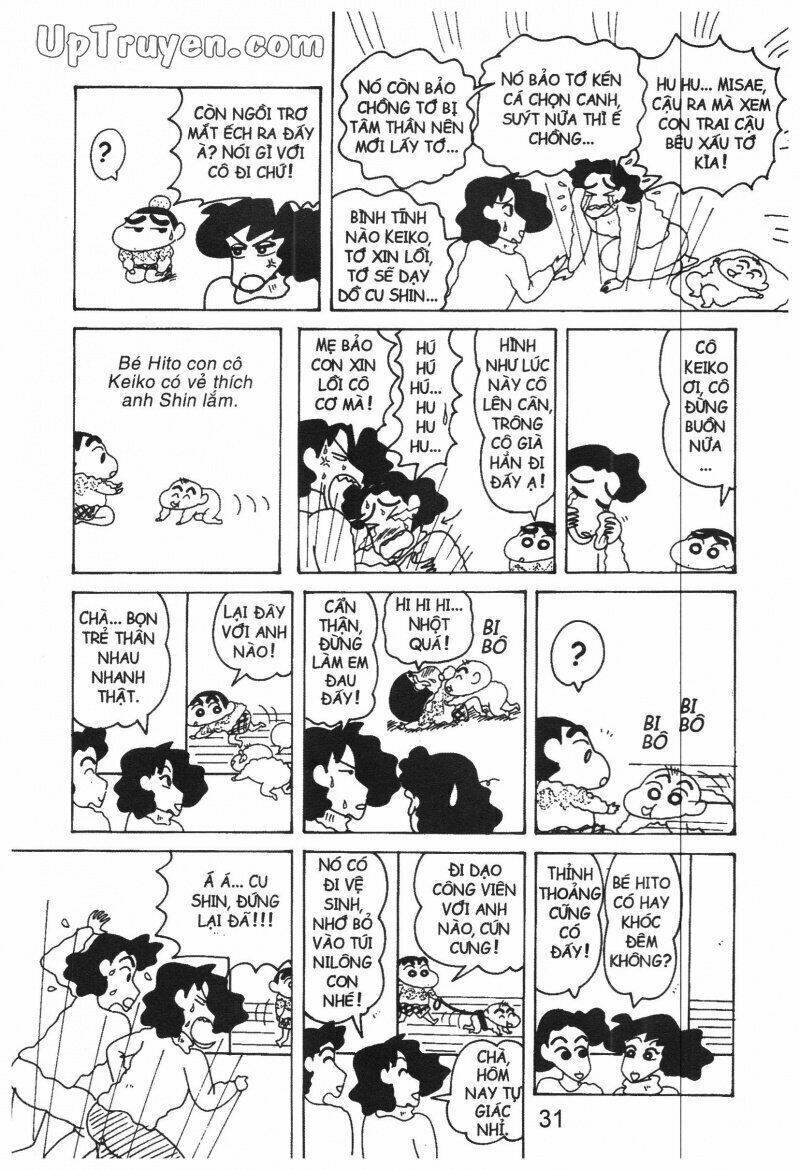 UpTruyen.com
HU HU... MISAE,
CẬU RA MÀ XEM
CON TRAI CẬU
BÊU XẤU TỚ
KÌA!
NÓ BẢO TỚ KÉN
CÁ CHỌN CANH,
SUÝT NỮA THÌ Ế
CHỒNG...
NÓ CÒN BẢO
CHỒNG TỚ BỊ
TÂM THẦN NÊN
MỚI LẤY TỚ...
BÌNH TĨNH
NÀO KEIKO,
TỚ XIN LỖI,
TỚ SẼ DẠY
DỖ CU SHIN...
CÒN NGỒI TRƠ
MẮT ẾCH RA ĐẤY
À? NÓI GÌ VỚI
CÔ ĐI CHỨ!
?
CÔ
KEIKO
ƠI, CÔ
ĐỪNG
BUỒN
NỮA
...
HÌNH
NHƯ LÚC
NÀY CÔ
LÊN CÂN,
TRÔNG
CÔ GIÀ
HẲN ĐI
ĐẤY Ạ!
HÚ
HÚ
HÚ...
HU
HU
HU...
MẸ BẢO
CON XIN
LỖI CÔ
CƠ MÀ!
Bé Hito con cô
Keiko có vẻ thích
anh Shin lắm.
?
BI
BÔ
BI
BÔ
BI
BÔ
HI HI HI...
NHỘT
QUÁ!
CẨN
THẬN,
ĐỪNG
LÀM EM
ĐAU
ĐẤY!
LẠI ĐÂY
VỚI ANH
NÀO!
CHÀ... BỌN
TRẺ THÂN
NHAU
NHANH
THẬT.
BÉ HITO
CÓ HAY
KHÓC
ĐÊM
KHÔNG?
THỈNH
THOẢNG
CŨNG
CÓ
ĐẤY!
ĐI DẠO
CÔNG VIÊN
VỚI ANH
NÀO, CÚN
CƯNG!
NÓ CÓ
ĐI VỆ
SINH,
NHỚ BỎ
VÀO TÚI
NILÔNG
CON
NHÉ!
CHÀ,
HÔM
NAY TỰ
GIÁC
NHỈ.
Á Á... CU
SHIN, ĐỨNG
LẠI ĐÃ!!!
31